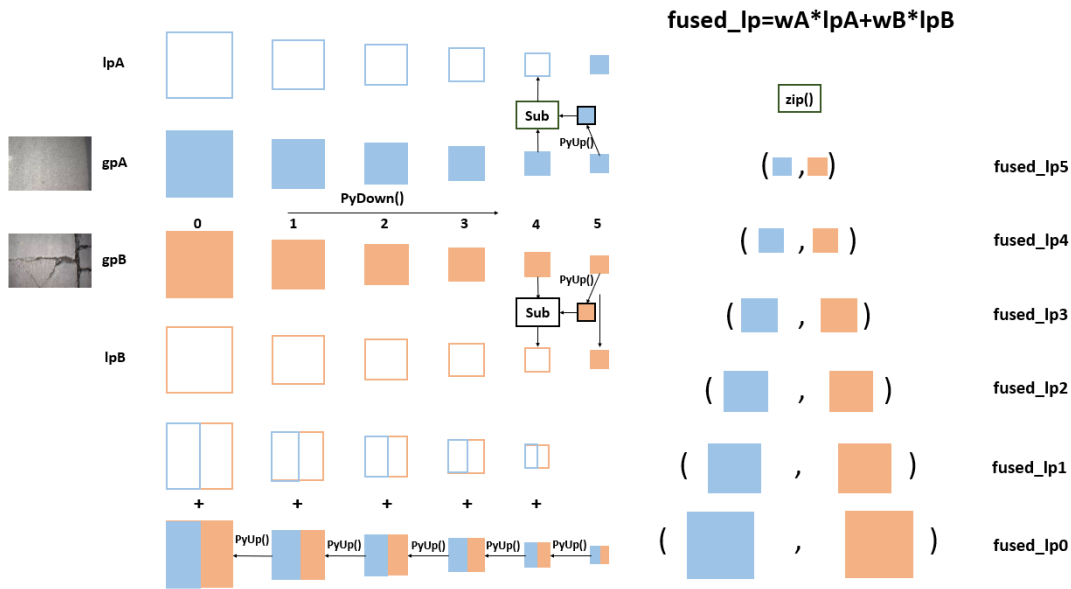 fused_lp=wA*lpA+wB*lpB
lpA
zip()
Sub
PyUp()
gpA
fused_lp5
PyDown()
0 1 2 3 4 5
fused_lp4
gpB
PyUp()
Sub
fused_lp3
lpB
fused_lp2
fused_lp1
+ + + + +
PyUp() PyUp() PyUp() PyUp() PyUp()
fused_lp0
( , )
( , )
( , )
( , )
( , )
( , )